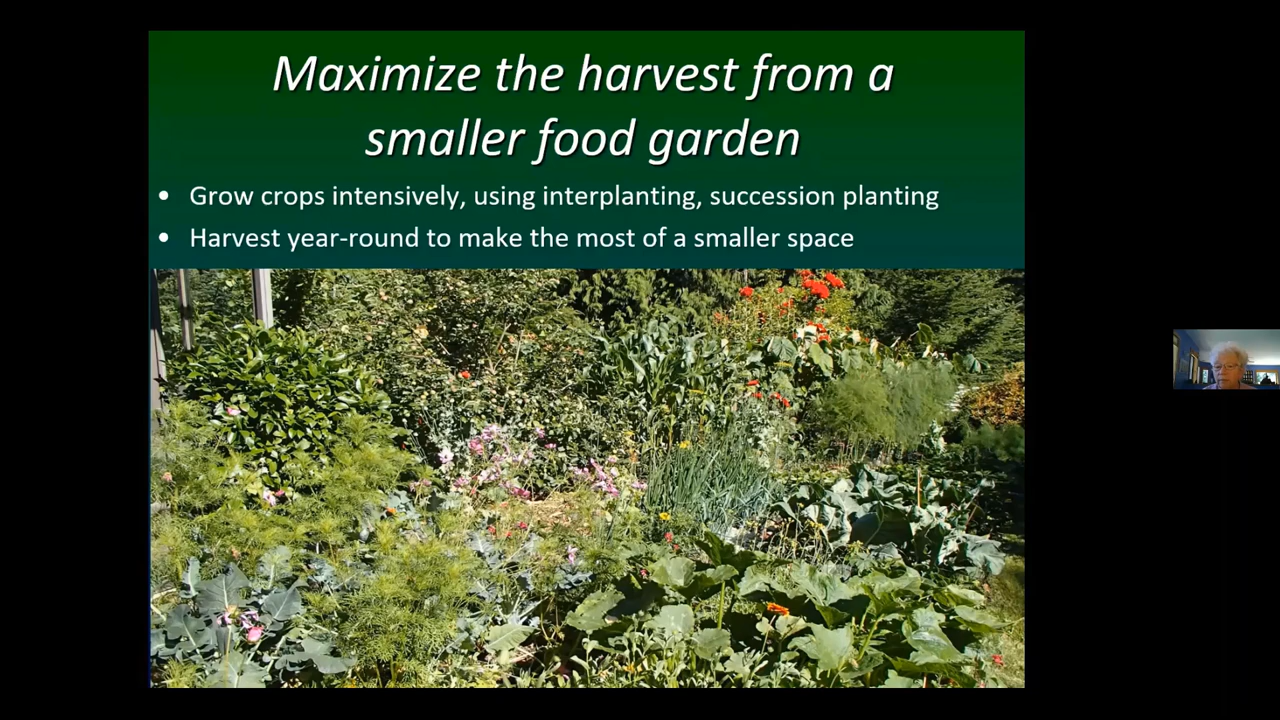 Maximize the harvest from a
smaller food garden
• Grow crops intensively, using interplanting, succession planting
• Harvest year-round to make the most of a smaller space